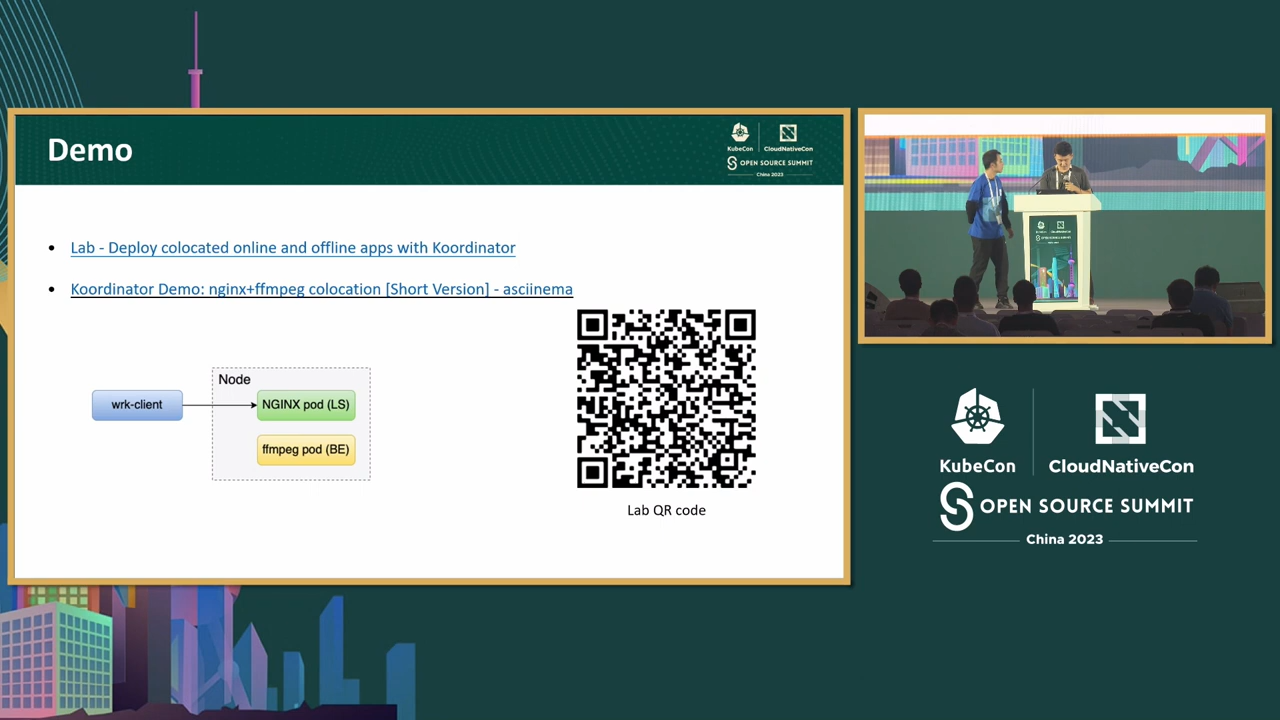 Demo
KubeCon
CloudNativeCon
OPEN SOURCE SUMMIT
China 2023
Lab - Deploy colocated online and offline apps with Koordinator
Koordinator Demo: nginx+ffmpeg colocation [Short Version] - asciinema
Node
wrk-client
NGINX pod (LS)
ffmpeg pod (BE)
Lab QR code
KubeCon
CloudNativeCon
OPEN SOURCE SUMMIT
China 2023